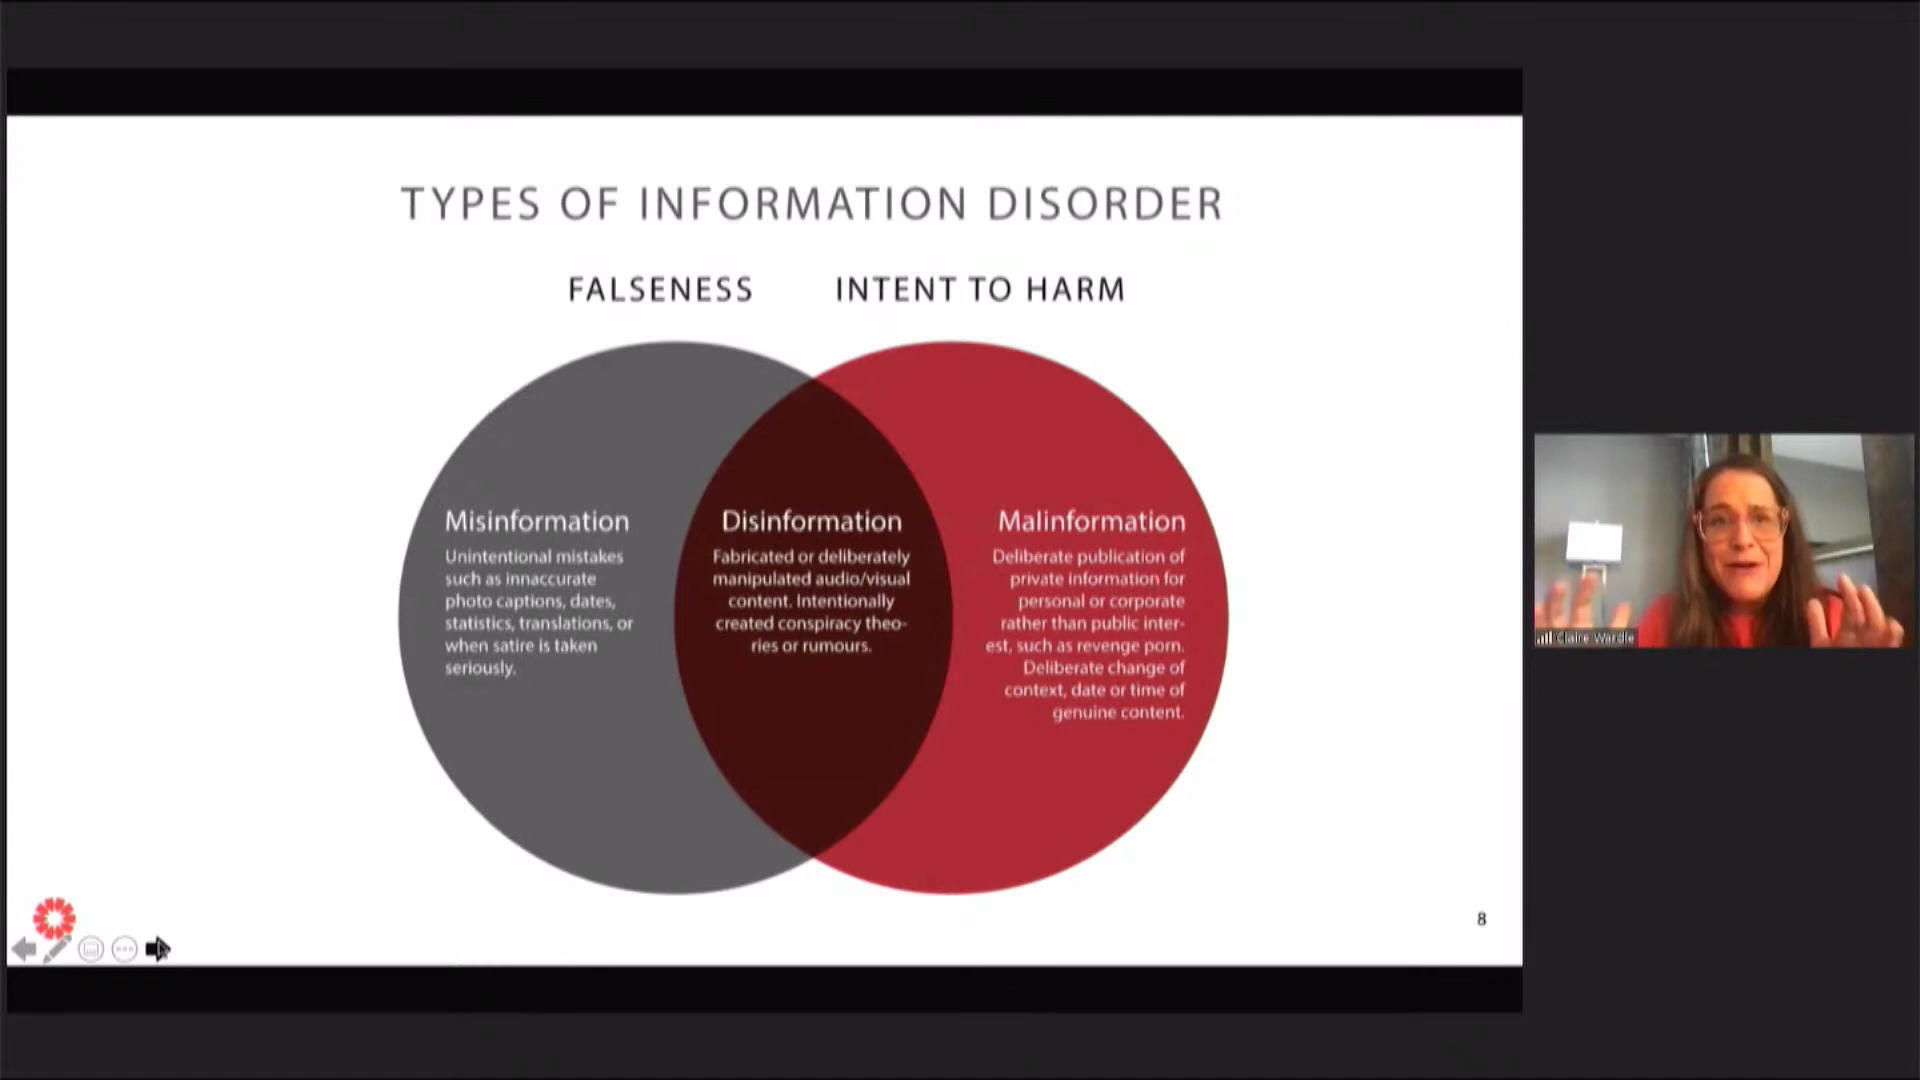 TYPES OF INFORMATION DISORDER
FALSENESS
INTENT TO HARM
Misinformation
Unintentional mistakes
such as innaccurate
photo captions, dates,
statistics, translations, or
when satire is taken
seriously.
Disinformation
Fabricated or deliberately
manipulated audio/visual
content. Intentionally
created conspiracy theo-
ries or rumours.
Malinformation
Deliberate publication of
private information for
personal or corporate
rather than public inter-
est, such as revenge porn.
Deliberate change of
context, date or time of
genuine content.
Claire Wardle
8